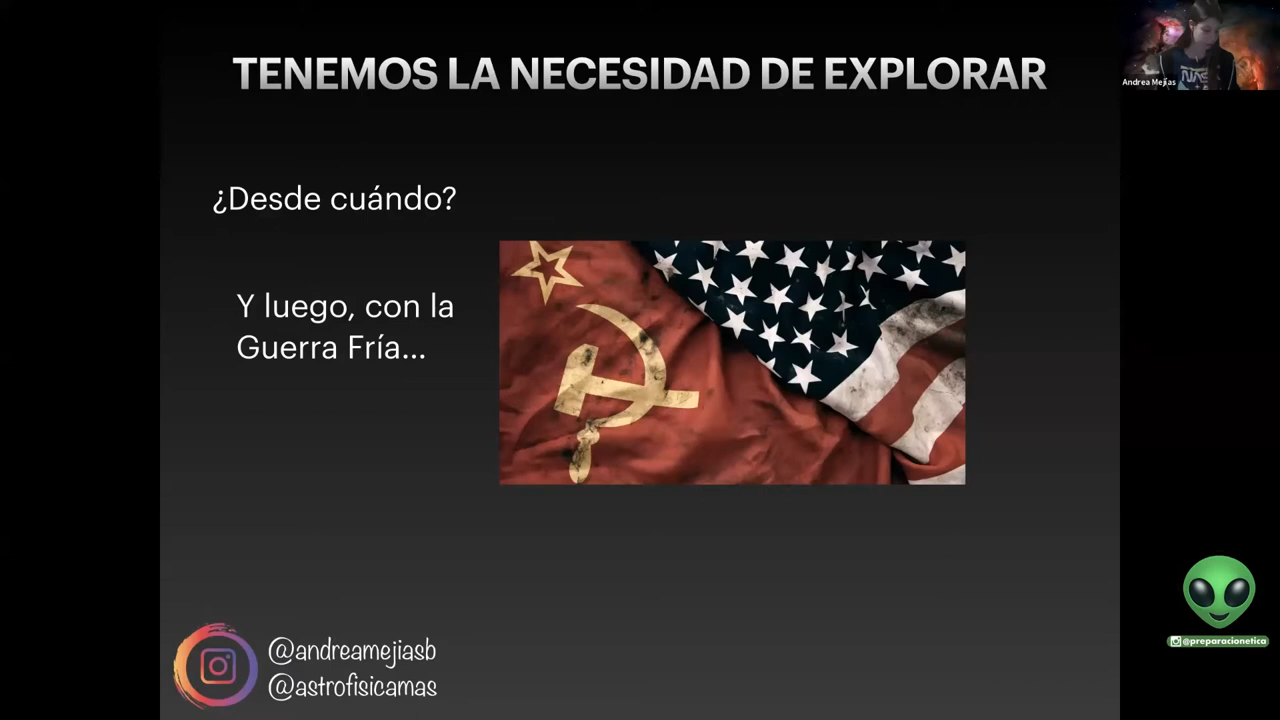 TENEMOS LA NECESIDAD DE EXPLORAR
Andrea Mejías
¿Desde cuándo?
Y luego, con la
Guerra Fría...
@andreamejiasb
@astrofisicamas
@preparacionetica